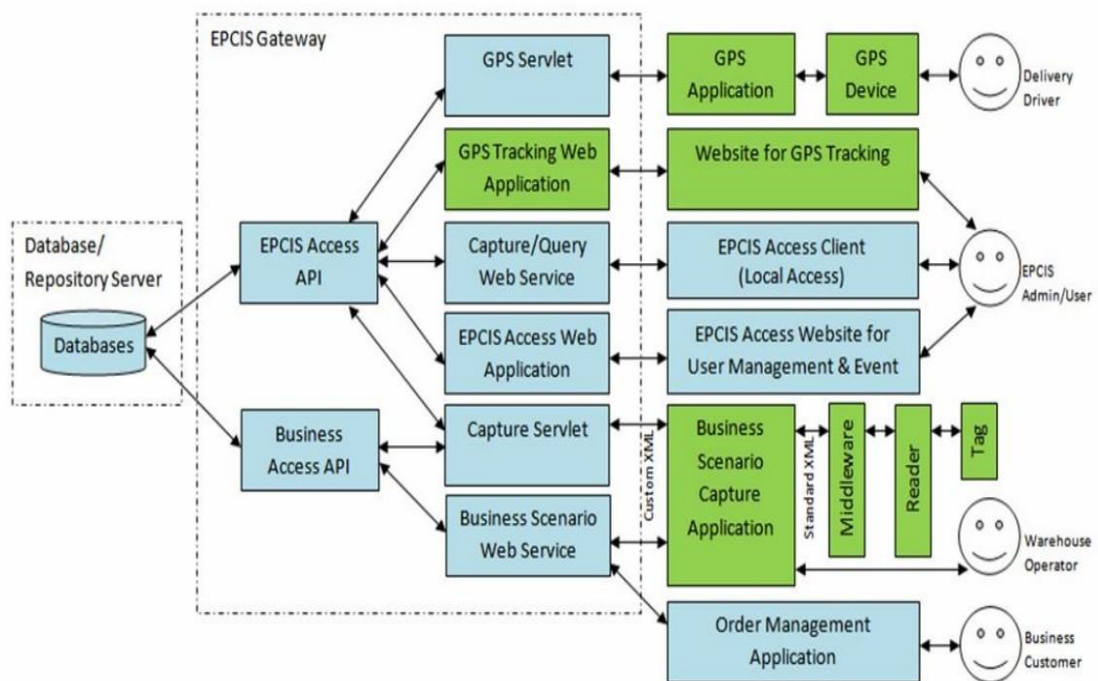 EPCIS Gateway
GPS Servlet
GPS
Application
GPS
Device
Delivery
Driver
GPS Tracking Web
Application
Website for GPS Tracking
Database/
Repository Server
Databases
EPCIS Access
API
Capture/Query
Web Service
EPCIS Access Client
(Local Access)
EPCIS
Admin/User
EPCIS Access Web
Application
EPCIS Access Website for
User Management & Event
Business
Access API
Capture Servlet
Custom XML
Business
Scenario
Capture
Application
Standard XML
Middleware
Reader
Tag
Business Scenario
Web Service
Warehouse
Operator
Order Management
Application
Business
Customer